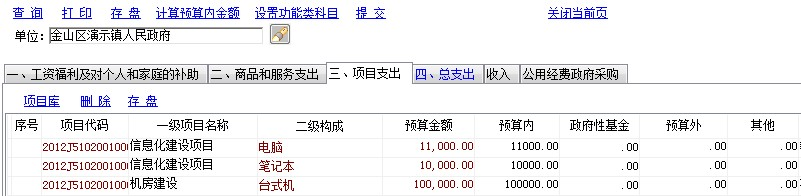 查 询 打 印 存 盘 计算预算内金额 设置功能类科目 提 交 关闭当前页
单位: 金山区演示镇人民政府
一、工资福利及对个人和家庭的补助 二、商品和服务支出 三、项目支出 四、总支出 收入 公用经费政府采购
项目库 删 除 存 盘
序号 项目代码 一级项目名称 二级构成 预算金额 预算内 政府性基金 预算外 其他
2012J510200100 信息化建设项目 电脑 11,000.00 11000.00 .00 .00 .00
2012J510200100 信息化建设项目 笔记本 10,000.00 10000.00 .00 .00 .00
2012J510200100 机房建设 台式机 100,000.00 100000.00 .00 .00 .00